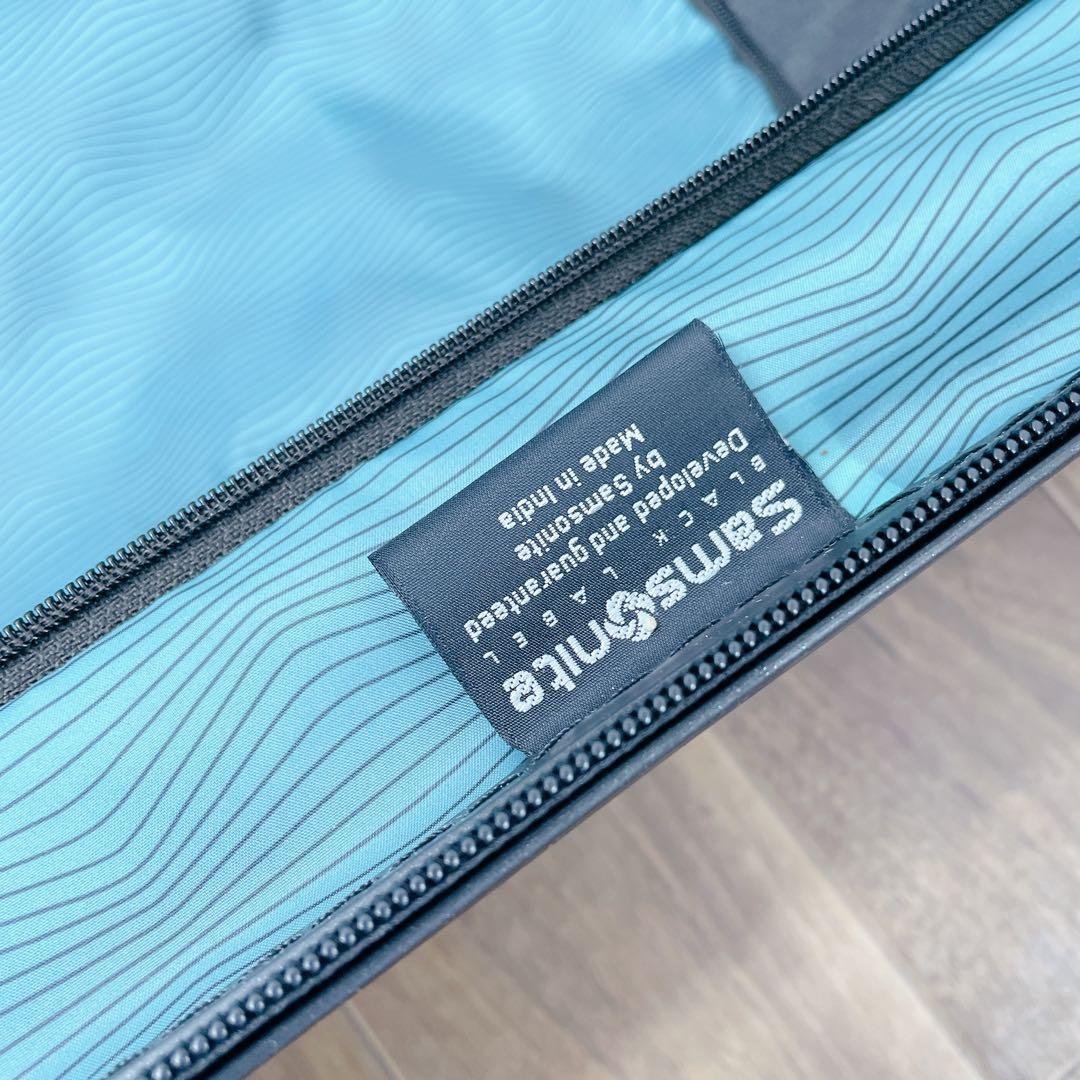 Samsonite
BLACK LABEL
Developed and guaranteed
by Samsonite
Made in India